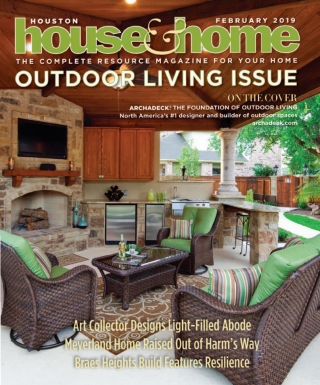 HOUSTON
FEBRUARY 2019
house&home
THE COMPLETE RESOURCE MAGAZINE FOR YOUR HOME
OUTDOOR LIVING ISSUE
ON THE COVER
ARCHADECK® THE FOUNDATION OF OUTDOOR LIVING
North America's #1 designer and builder of outdoor spaces
archadeck.com
Art Collector Designs Light-Filled Abode
Meyerland Home Raised Out of Harm's Way
Braes Heights Build Features Resilience